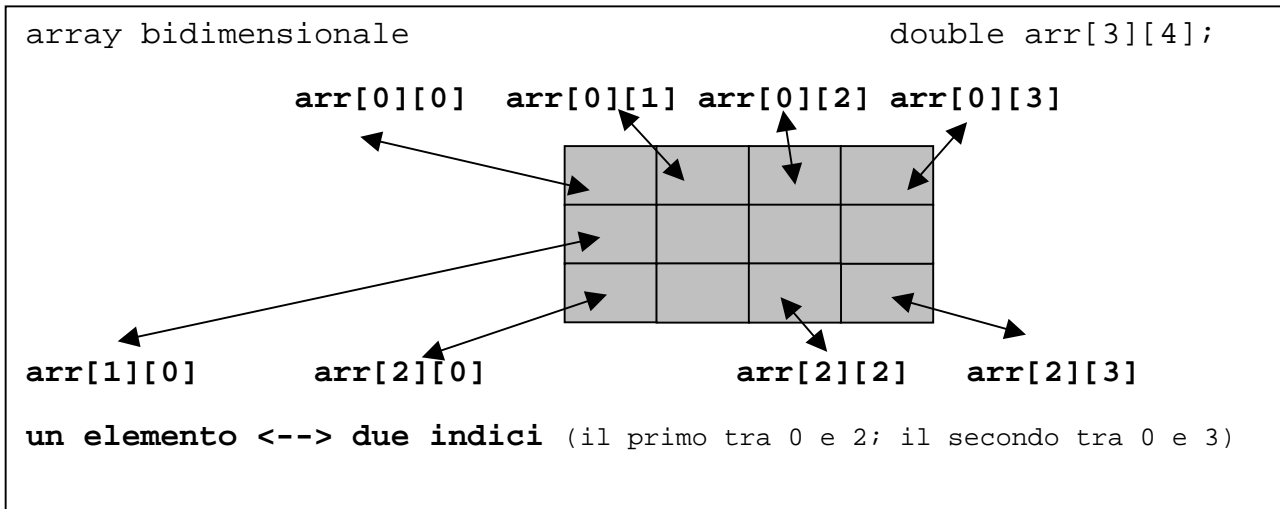 array bidimensionale double arr[3][4];
arr[0][0] arr[0][1] arr[0][2] arr[0][3]
arr[1][0] arr[2][0] arr[2][2] arr[2][3]
un elemento <--> due indici (il primo tra 0 e 2; il secondo tra 0 e 3)